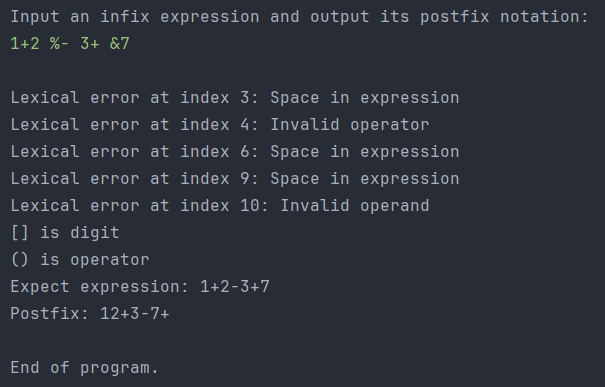 Input an infix expression and output its postfix notation:
1+2 %- 3+ &7
Lexical error at index 3: Space in expression
Lexical error at index 4: Invalid operator
Lexical error at index 6: Space in expression
Lexical error at index 9: Space in expression
Lexical error at index 10: Invalid operand
[] is digit
() is operator
Expect expression: 1+2-3+7
Postfix: 12+3-7+
End of program.